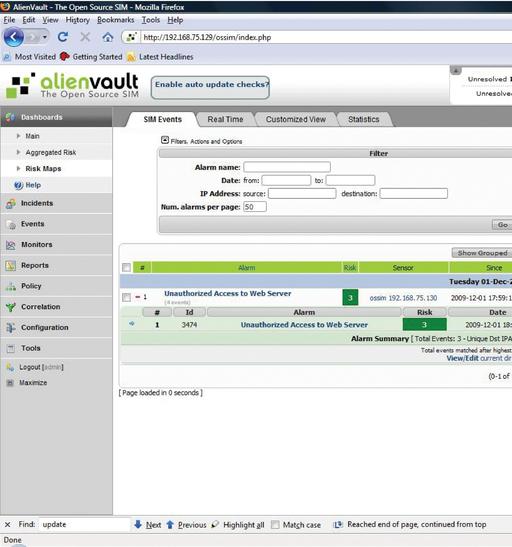 AlienVault - The Open Source SIM - Mozilla Firefox
File Edit View History Bookmarks Tools Help
http://192.168.75.129/ossim/index.php
Most Visited Getting Started Latest Headlines
alienvault
The Open Source SIM
Enable auto update checks?
Unresolved I
Unresolve
Dashboards
Main
Aggregated Risk
Risk Maps
Help
Incidents
Events
Monitors
Reports
Policy
Correlation
Configuration
Tools
Logout [admin]
Maximize
SIM Events Real Time Customized View Statistics
Filters, Actions and Options
Filter
Alarm name:
Date: from: to:
IP Address: source: destination:
Num. alarms per page: 50
Go
Show Grouped
# Alarm Risk Sensor Since
Tuesday 01-Dec-2
1 Unauthorized Access to Web Server 3 ossim 192.168.75.130 2009-12-01 17:59:1
(4 events)
# Id Alarm Risk Date
1 3474 Unauthorized Access to Web Server 3 2009-12-01 18:
Alarm Summary [ Total Events: 3 - Unique Dst IPA
Total events matched after highest
View/Edit current dir
(0-1 of
[ Page loaded in 0 seconds ]
Find: update Next Previous Highlight all Match case Reached end of page, continued from top
Done